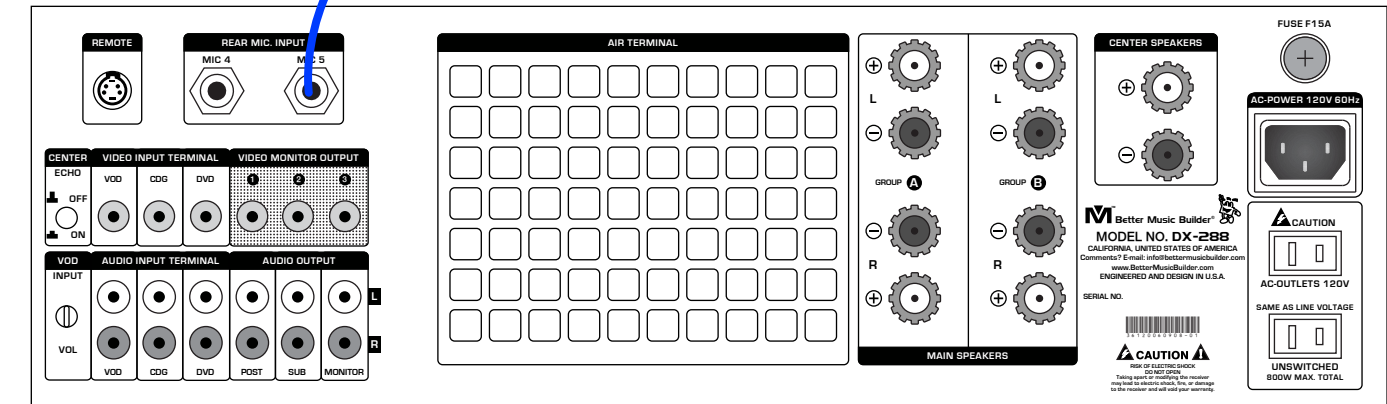 REMOTE
REAR MIC. INPUT
MIC 4
MIC 5
CENTER
ECHO
OFF
ON
VIDEO INPUT TERMINAL
VOD
CDG
DVD
VIDEO MONITOR OUTPUT
1
2
3
VOD
INPUT
VOL
AUDIO INPUT TERMINAL
AUDIO OUTPUT
L
R
VOD
CDG
DVD
POST
SUB
MONITOR
AIR TERMINAL
+
L
−
GROUP A
−
R
+
+
L
−
GROUP B
−
R
+
MAIN SPEAKERS
CENTER SPEAKERS
+
−
M™ Better Music Builder®
MODEL NO. DX-288
CALIFORNIA, UNITED STATES OF AMERICA
Comments? E-mail: info@bettermusicbuilder.com
www.BetterMusicBuilder.com
ENGINEERED AND DESIGN IN U.S.A.
SERIAL NO.
36120060908-01
CAUTION
RISK OF ELECTRIC SHOCK
DO NOT OPEN
Taking apart or modifying the receiver
may lead to electric shock, fire, or damage
to the receiver and will void your warrenty.
FUSE F15A
AC-POWER 120V 60Hz
CAUTION
AC-OUTLETS 120V
SAME AS LINE VOLTAGE
UNSWITCHED
800W MAX. TOTAL